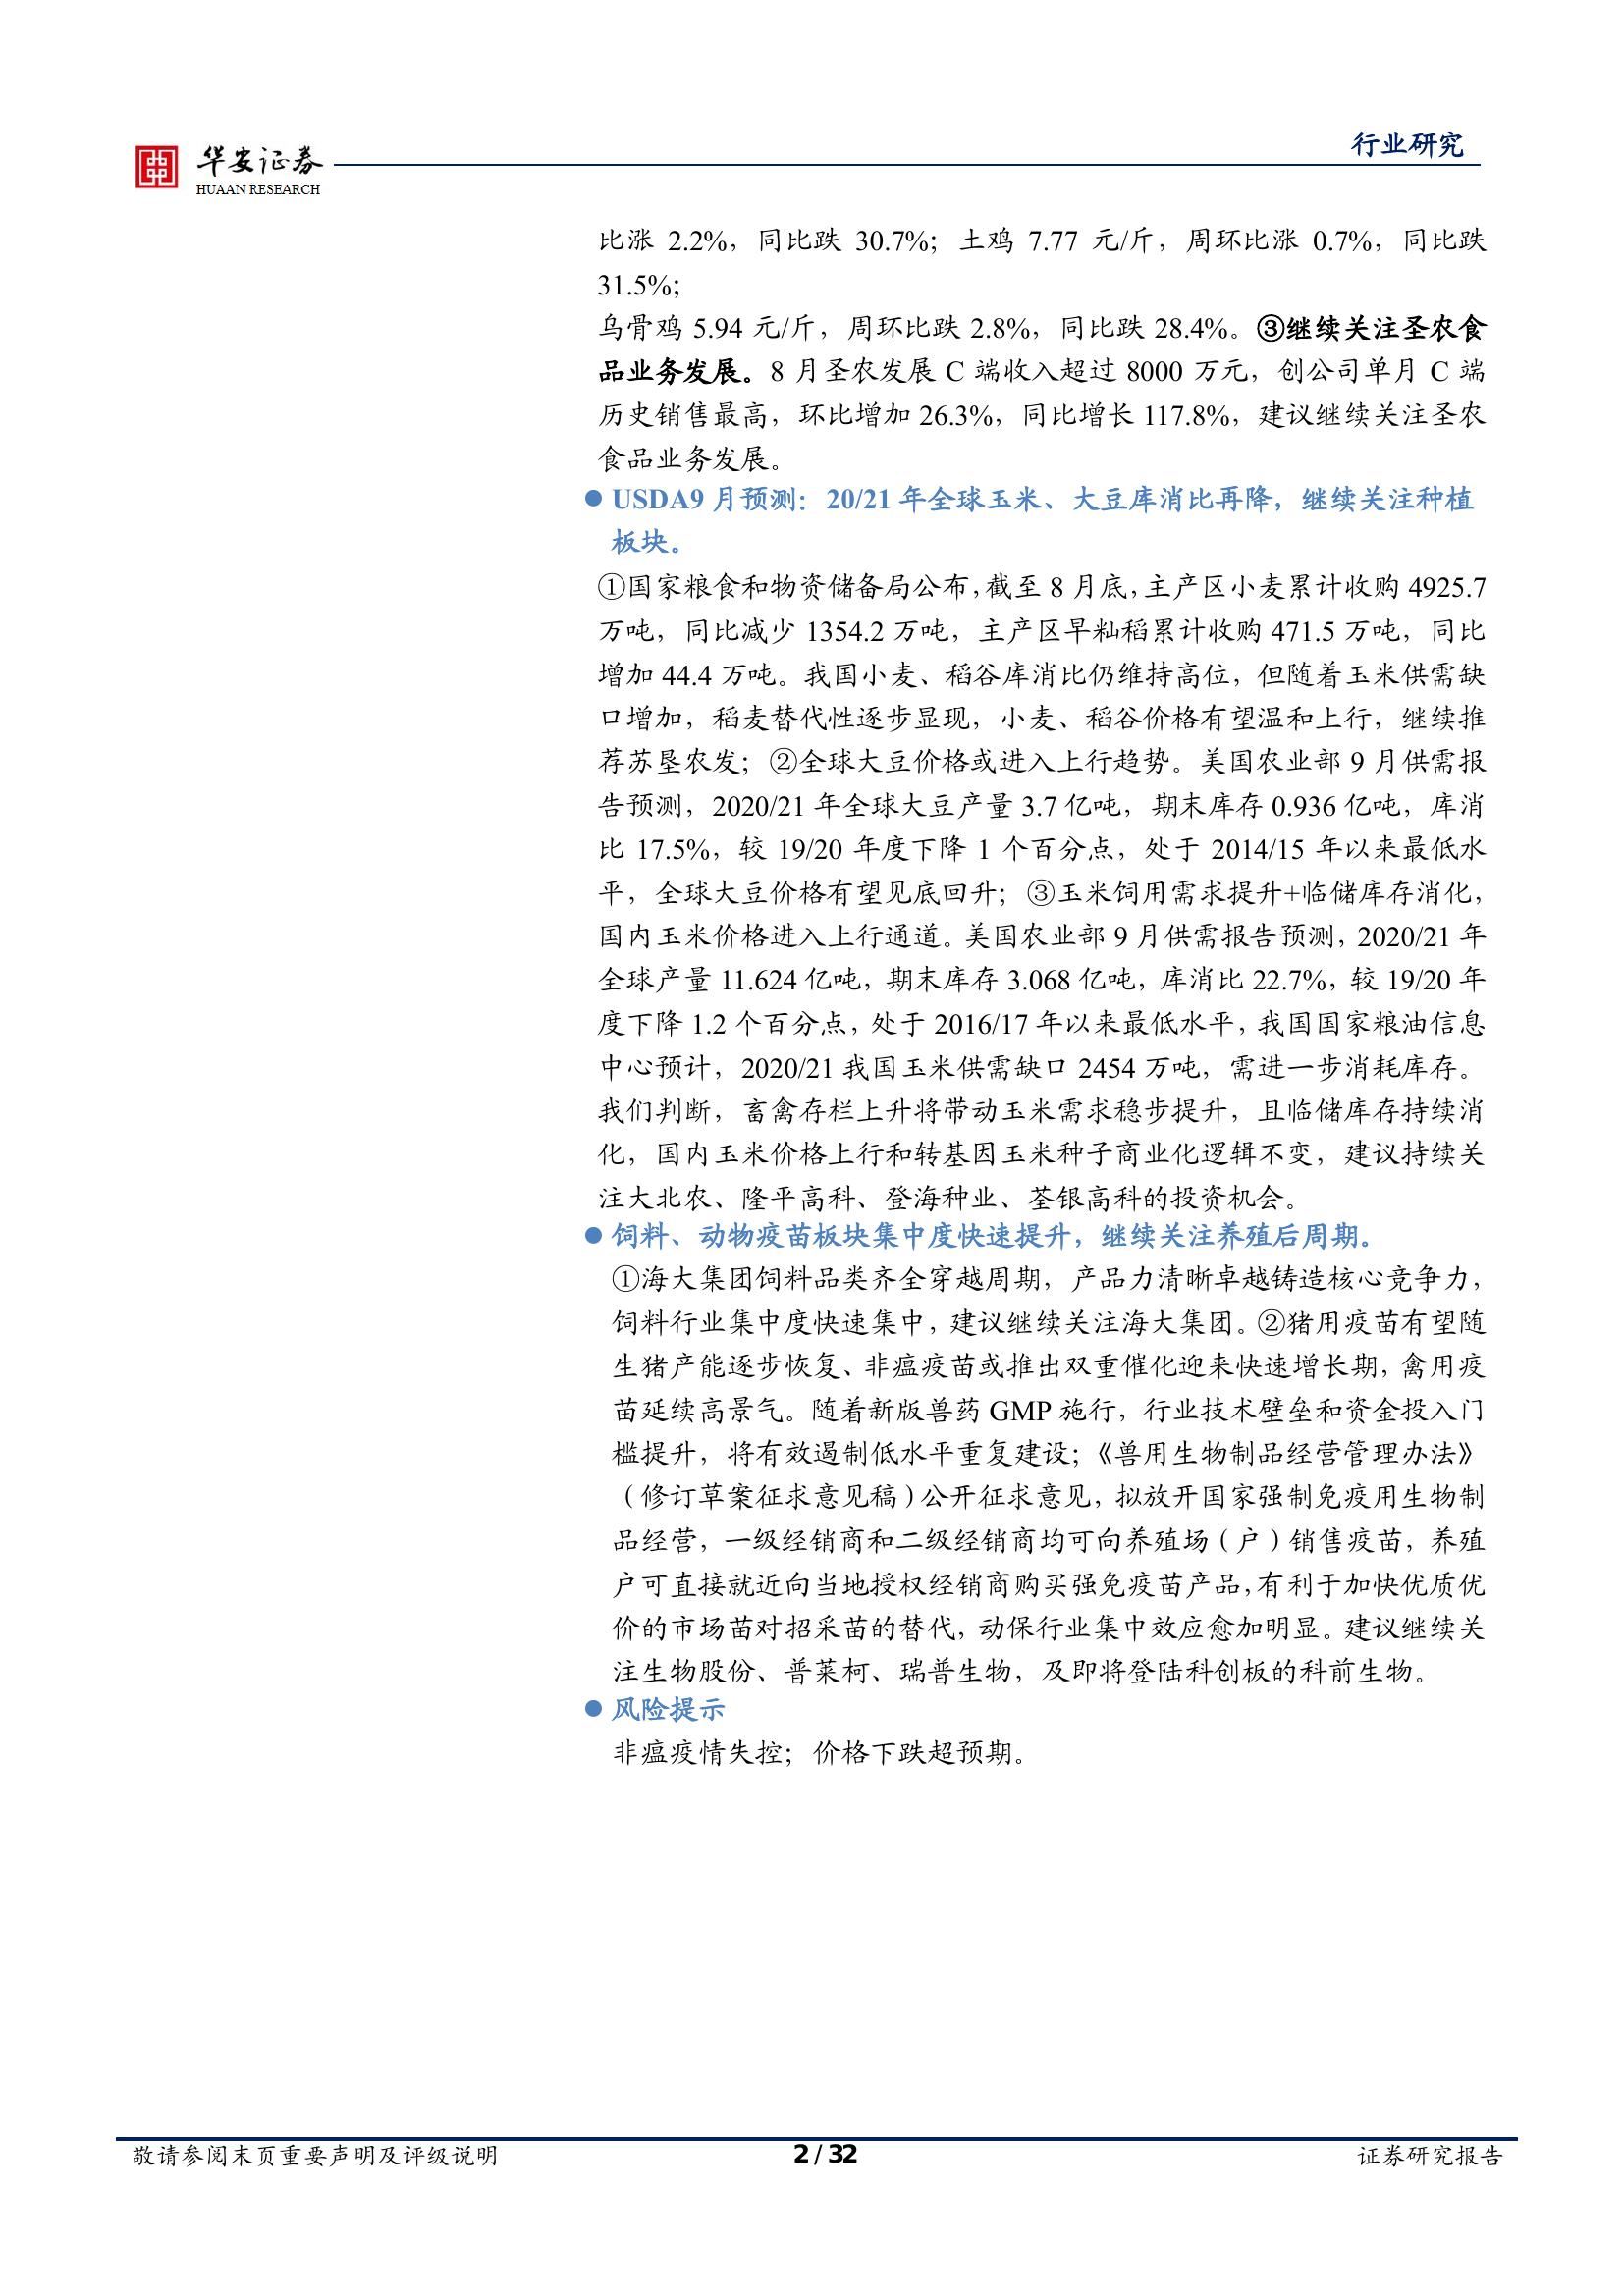 华安证券
HUAAN RESEARCH
行业研究
比涨 2.2%，同比跌 30.7%；土鸡 7.77 元/斤，周环比涨 0.7%，同比跌
31.5%;
乌骨鸡 5.94 元/斤，周环比跌 2.8%，同比跌 28.4%。③继续关注圣农食
品业务发展。8 月圣农发展 C 端收入超过 8000 万元，创公司单月 C 端
历史销售最高，环比增加 26.3%，同比增长 117.8%，建议继续关注圣农
食品业务发展。
● USDA9 月预测：20/21 年全球玉米、大豆库消比再降，继续关注种植
板块。
①国家粮食和物资储备局公布，截至 8 月底，主产区小麦累计收购 4925.7
万吨，同比减少 1354.2 万吨，主产区早籼稻累计收购 471.5 万吨，同比
增加 44.4 万吨。我国小麦、稻谷库消比仍维持高位，但随着玉米供需缺
口增加，稻麦替代性逐步显现，小麦、稻谷价格有望温和上行，继续推
荐苏垦农发；②全球大豆价格或进入上行趋势。美国农业部 9 月供需报
告预测，2020/21 年全球大豆产量 3.7 亿吨，期末库存 0.936 亿吨，库消
比 17.5%，较 19/20 年度下降 1 个百分点，处于 2014/15 年以来最低水
平，全球大豆价格有望见底回升；③玉米饲用需求提升+临储库存消化，
国内玉米价格进入上行通道。美国农业部 9 月供需报告预测，2020/21 年
全球产量 11.624 亿吨，期末库存 3.068 亿吨，库消比 22.7%，较 19/20 年
度下降 1.2 个百分点，处于 2016/17 年以来最低水平，我国国家粮油信息
中心预计，2020/21 我国玉米供需缺口 2454 万吨，需进一步消耗库存。
我们判断，畜禽存栏上升将带动玉米需求稳步提升，且临储库存持续消
化，国内玉米价格上行和转基因玉米种子商业化逻辑不变，建议持续关
注大北农、隆平高科、登海种业、荃银高科的投资机会。
● 饲料、动物疫苗板块集中度快速提升，继续关注养殖后周期。
①海大集团饲料品类齐全穿越周期，产品力清晰卓越铸造核心竞争力，
饲料行业集中度快速集中，建议继续关注海大集团。②猪用疫苗有望随
生猪产能逐步恢复、非瘟疫苗或推出双重催化迎来快速增长期，禽用疫
苗延续高景气。随着新版兽药 GMP 施行，行业技术壁垒和资金投入门
槛提升，将有效遏制低水平重复建设；《兽用生物制品经营管理办法》
（修订草案征求意见稿）公开征求意见，拟放开国家强制免疫用生物制
品经营，一级经销商和二级经销商均可向养殖场（户）销售疫苗，养殖
户可直接就近向当地授权经销商购买强免疫苗产品，有利于加快优质优
价的市场苗对招采苗的替代，动保行业集中效应愈加明显。建议继续关
注生物股份、普莱柯、瑞普生物，及即将登陆科创板的科前生物。
● 风险提示
非瘟疫情失控；价格下跌超预期。
敬请参阅末页重要声明及评级说明
2 / 32
证券研究报告